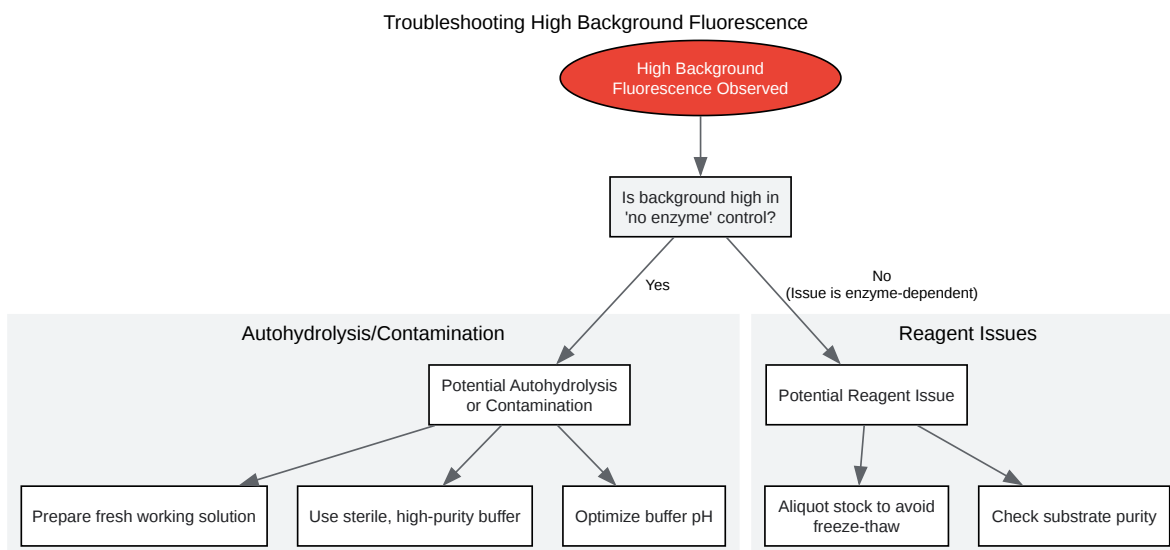 Troubleshooting High Background Fluorescence
High Background
Fluorescence Observed
Is background high in
'no enzyme' control?
Yes
No
(Issue is enzyme-dependent)
Autohydrolysis/Contamination
Reagent Issues
Potential Autohydrolysis
or Contamination
Potential Reagent Issue
Prepare fresh working solution
Use sterile, high-purity buffer
Optimize buffer pH
Aliquot stock to avoid
freeze-thaw
Check substrate purity